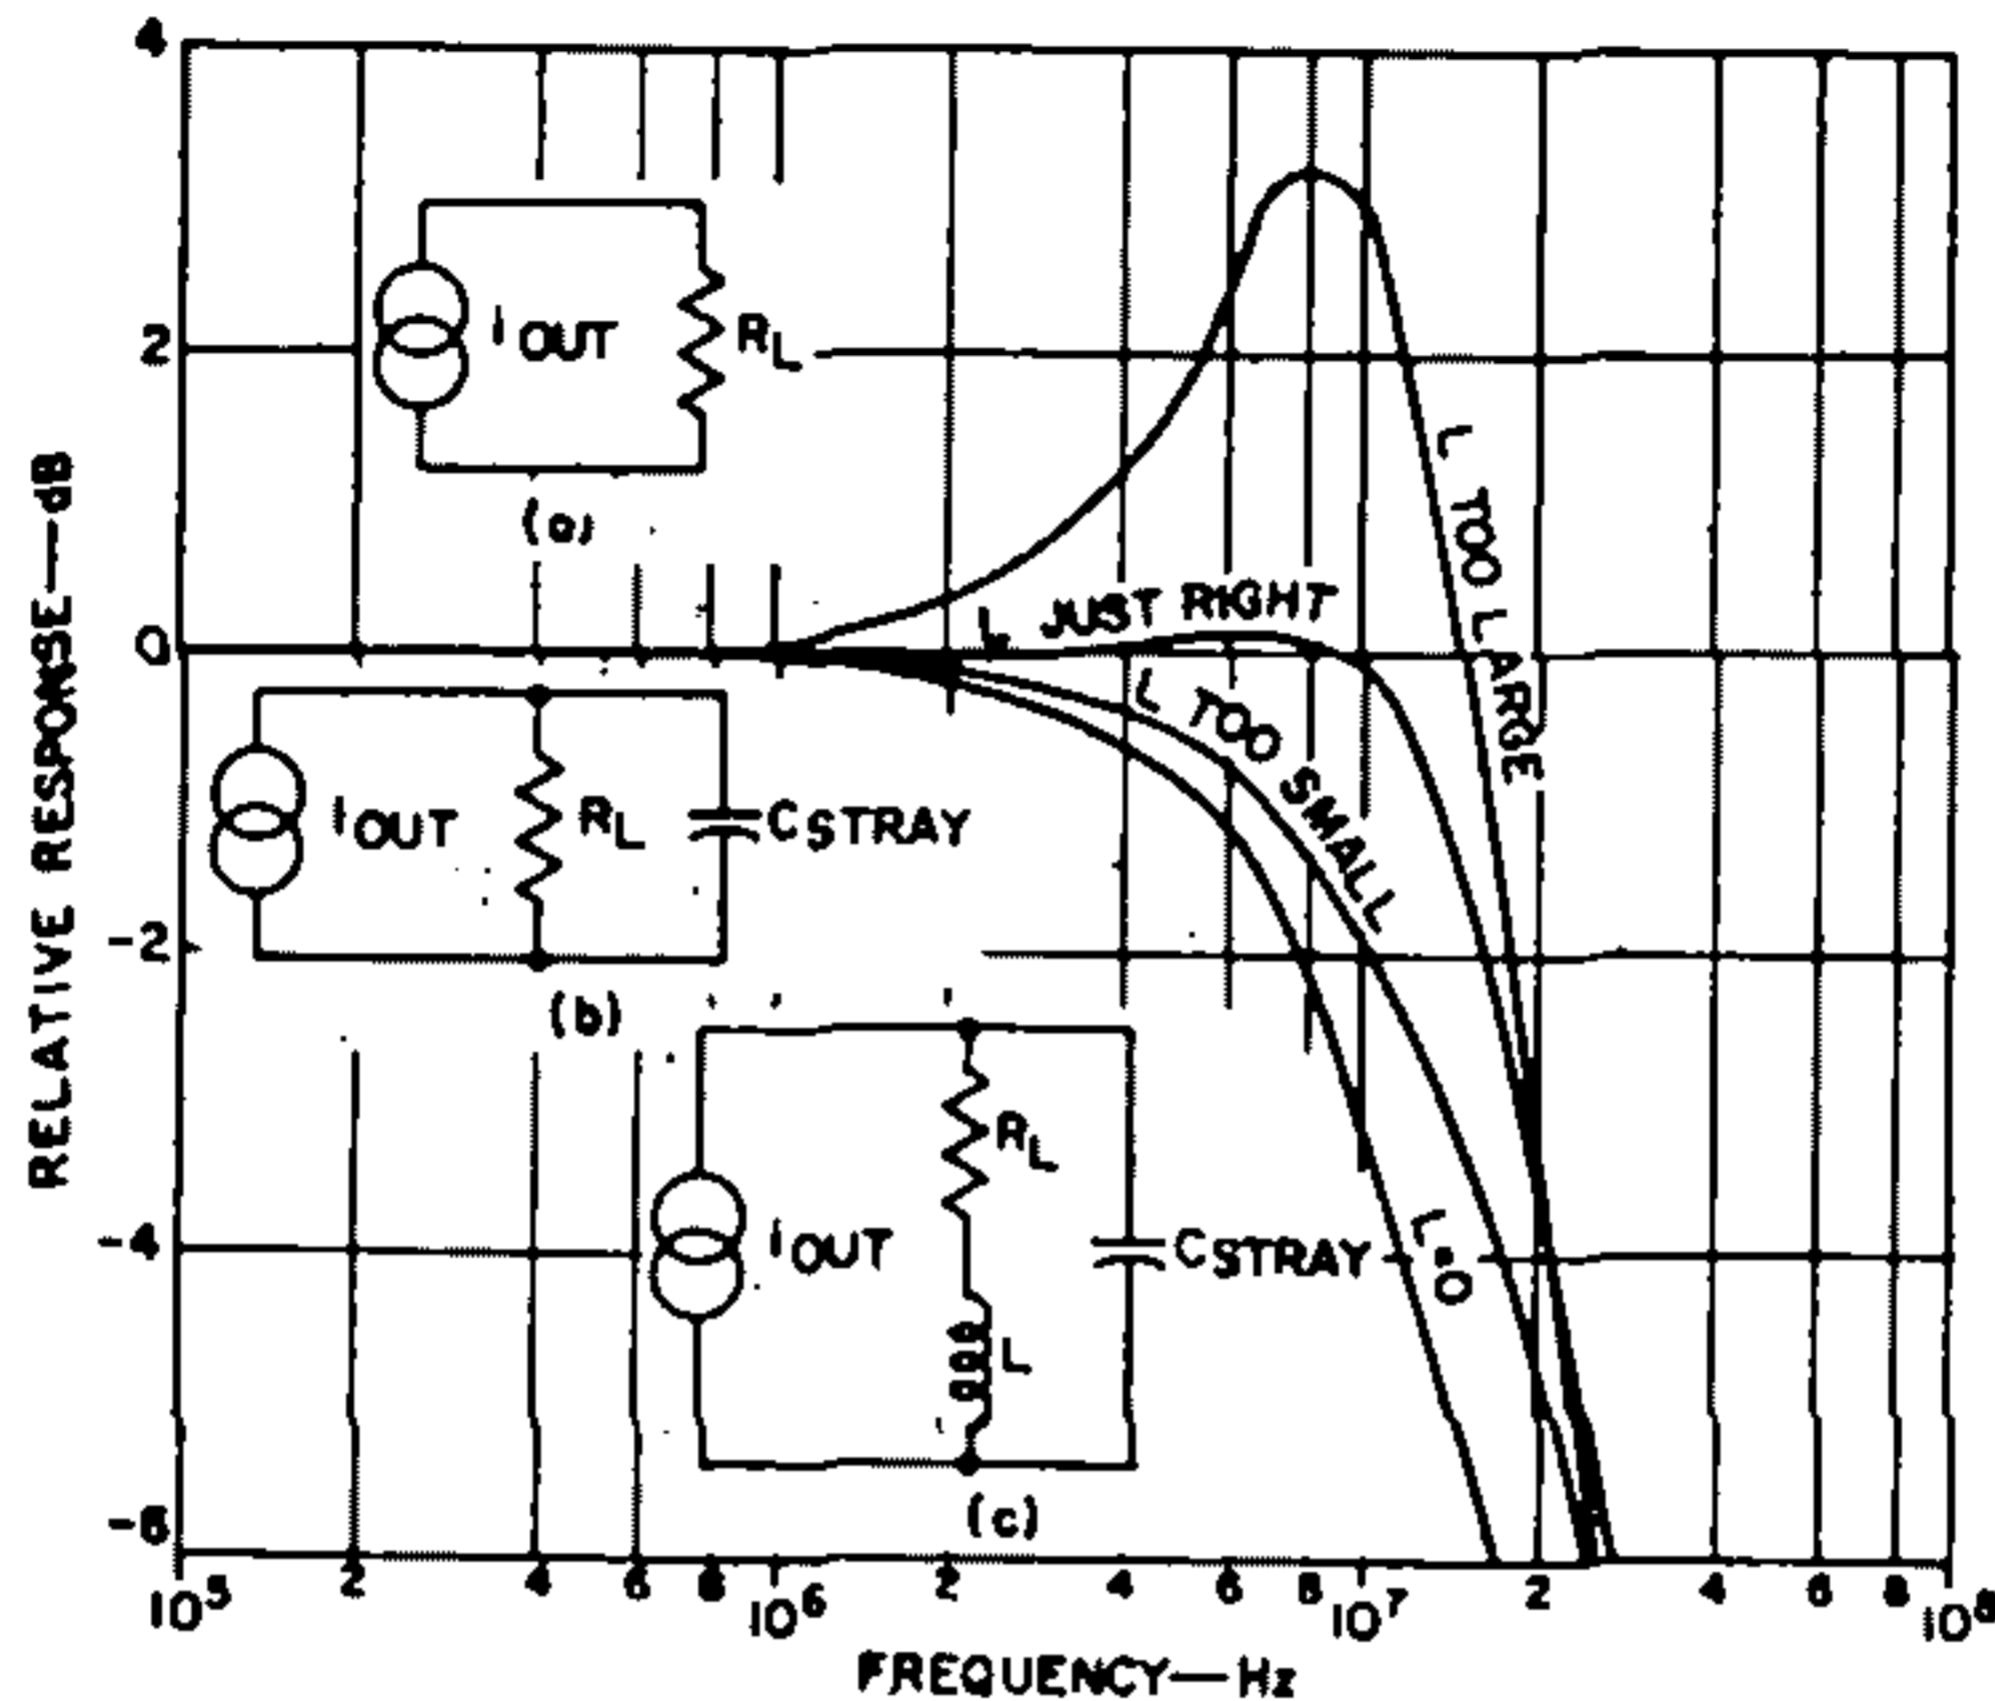 RELATIVE RESPONSE—dB
4
2
0
-2
-4
-6
I OUT
RL
(a)
I OUT
RL
C STRAY
(b)
I OUT
RL
L
C STRAY
(c)
L TOO LARGE
L JUST RIGHT
L TOO SMALL
L=0
10^5 2 4 6 8 10^6 2 4 6 8 10^7 2 4 6 8 10^8
FREQUENCY—Hz